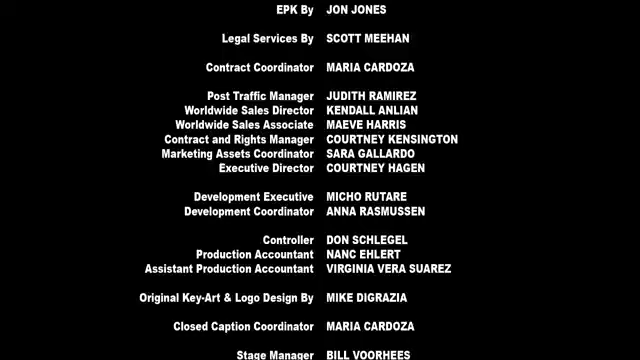 EPK By JON JONES
Legal Services By SCOTT MEEHAN
Contract Coordinator MARIA CARDOZA
Post Traffic Manager JUDITH RAMIREZ
Worldwide Sales Director KENDALL ANLIAN
Worldwide Sales Associate MAEVE HARRIS
Contract and Rights Manager COURTNEY KENSINGTON
Marketing Assets Coordinator SARA GALLARDO
Executive Director COURTNEY HAGEN
Development Executive MICHO RUTARE
Development Coordinator ANNA RASMUSSEN
Controller DON SCHLEGEL
Production Accountant NANC EHLERT
Assistant Production Accountant VIRGINIA VERA SUAREZ
Original Key-Art & Logo Design By MIKE DIGRAZIA
Closed Caption Coordinator MARIA CARDOZA
Stage Manager BILL VOORHEES